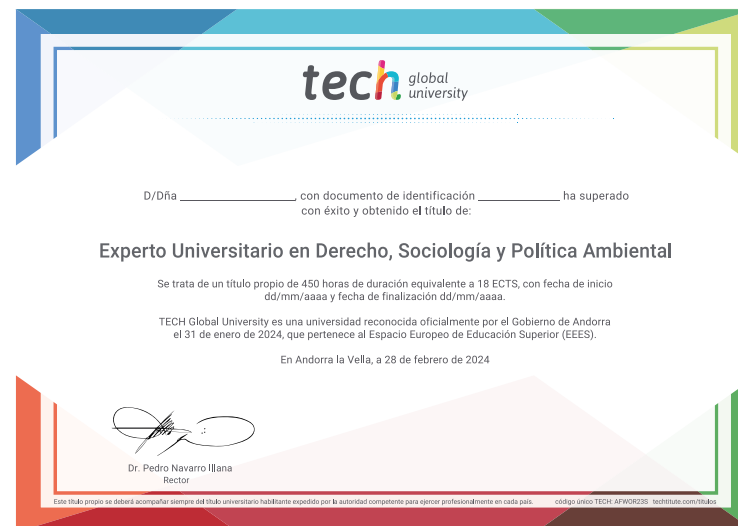 tech global university
D/Dña ______________, con documento de identificación __________ ha superado
con éxito y obtenido el título de:
Experto Universitario en Derecho, Sociología y Política Ambiental
Se trata de un título propio de 450 horas de duración equivalente a 18 ECTS, con fecha de inicio
dd/mm/aaaa y fecha de finalización dd/mm/aaaa.
TECH Global University es una universidad reconocida oficialmente por el Gobierno de Andorra
el 31 de enero de 2024, que pertenece al Espacio Europeo de Educación Superior (EEES).
En Andorra la Vella, a 28 de febrero de 2024
Dr. Pedro Navarro Illana
Rector
Este título propio se deberá acompañar siempre del título universitario habilitante expedido por la autoridad competente para ejercer profesionalmente en cada país. código único TECH: AFWOR23S techtitute.com/titulos